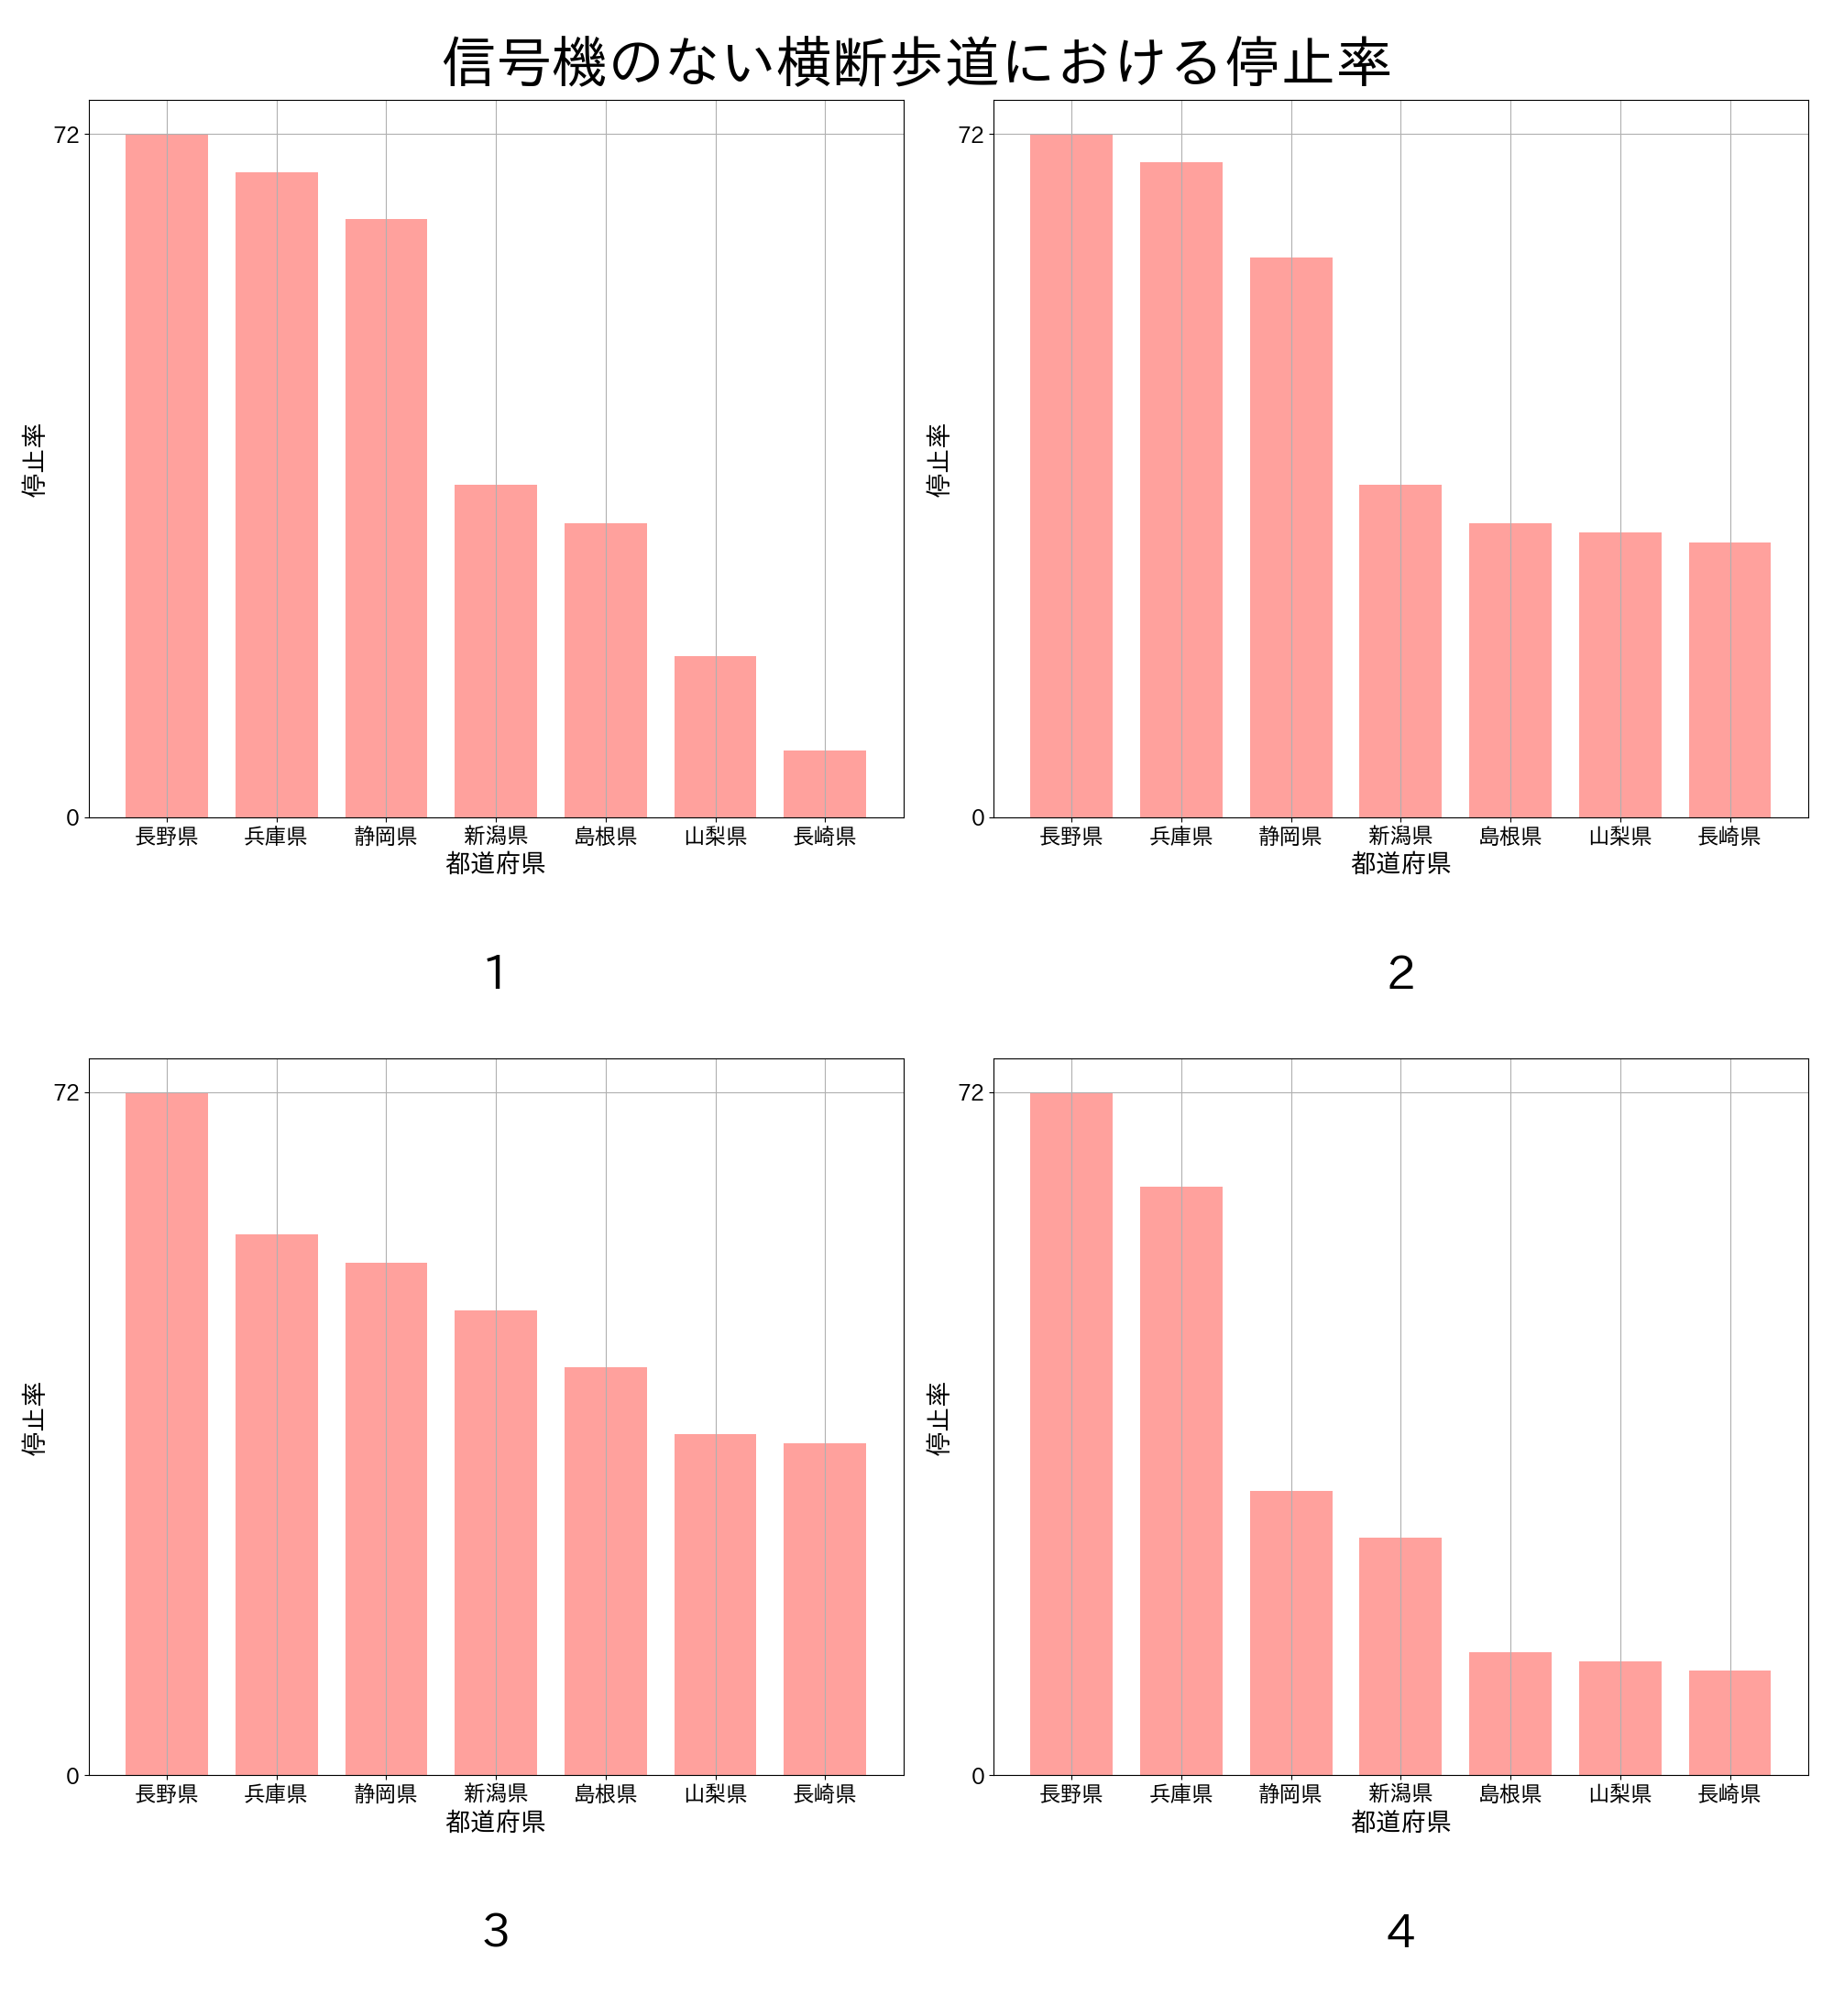 信号機のない横断歩道における停止率
72
停止率
0
長野県 兵庫県 静岡県 新潟県 島根県 山梨県 長崎県
都道府県
1
72
停止率
0
長野県 兵庫県 静岡県 新潟県 島根県 山梨県 長崎県
都道府県
2
72
停止率
0
長野県 兵庫県 静岡県 新潟県 島根県 山梨県 長崎県
都道府県
3
72
停止率
0
長野県 兵庫県 静岡県 新潟県 島根県 山梨県 長崎県
都道府県
4